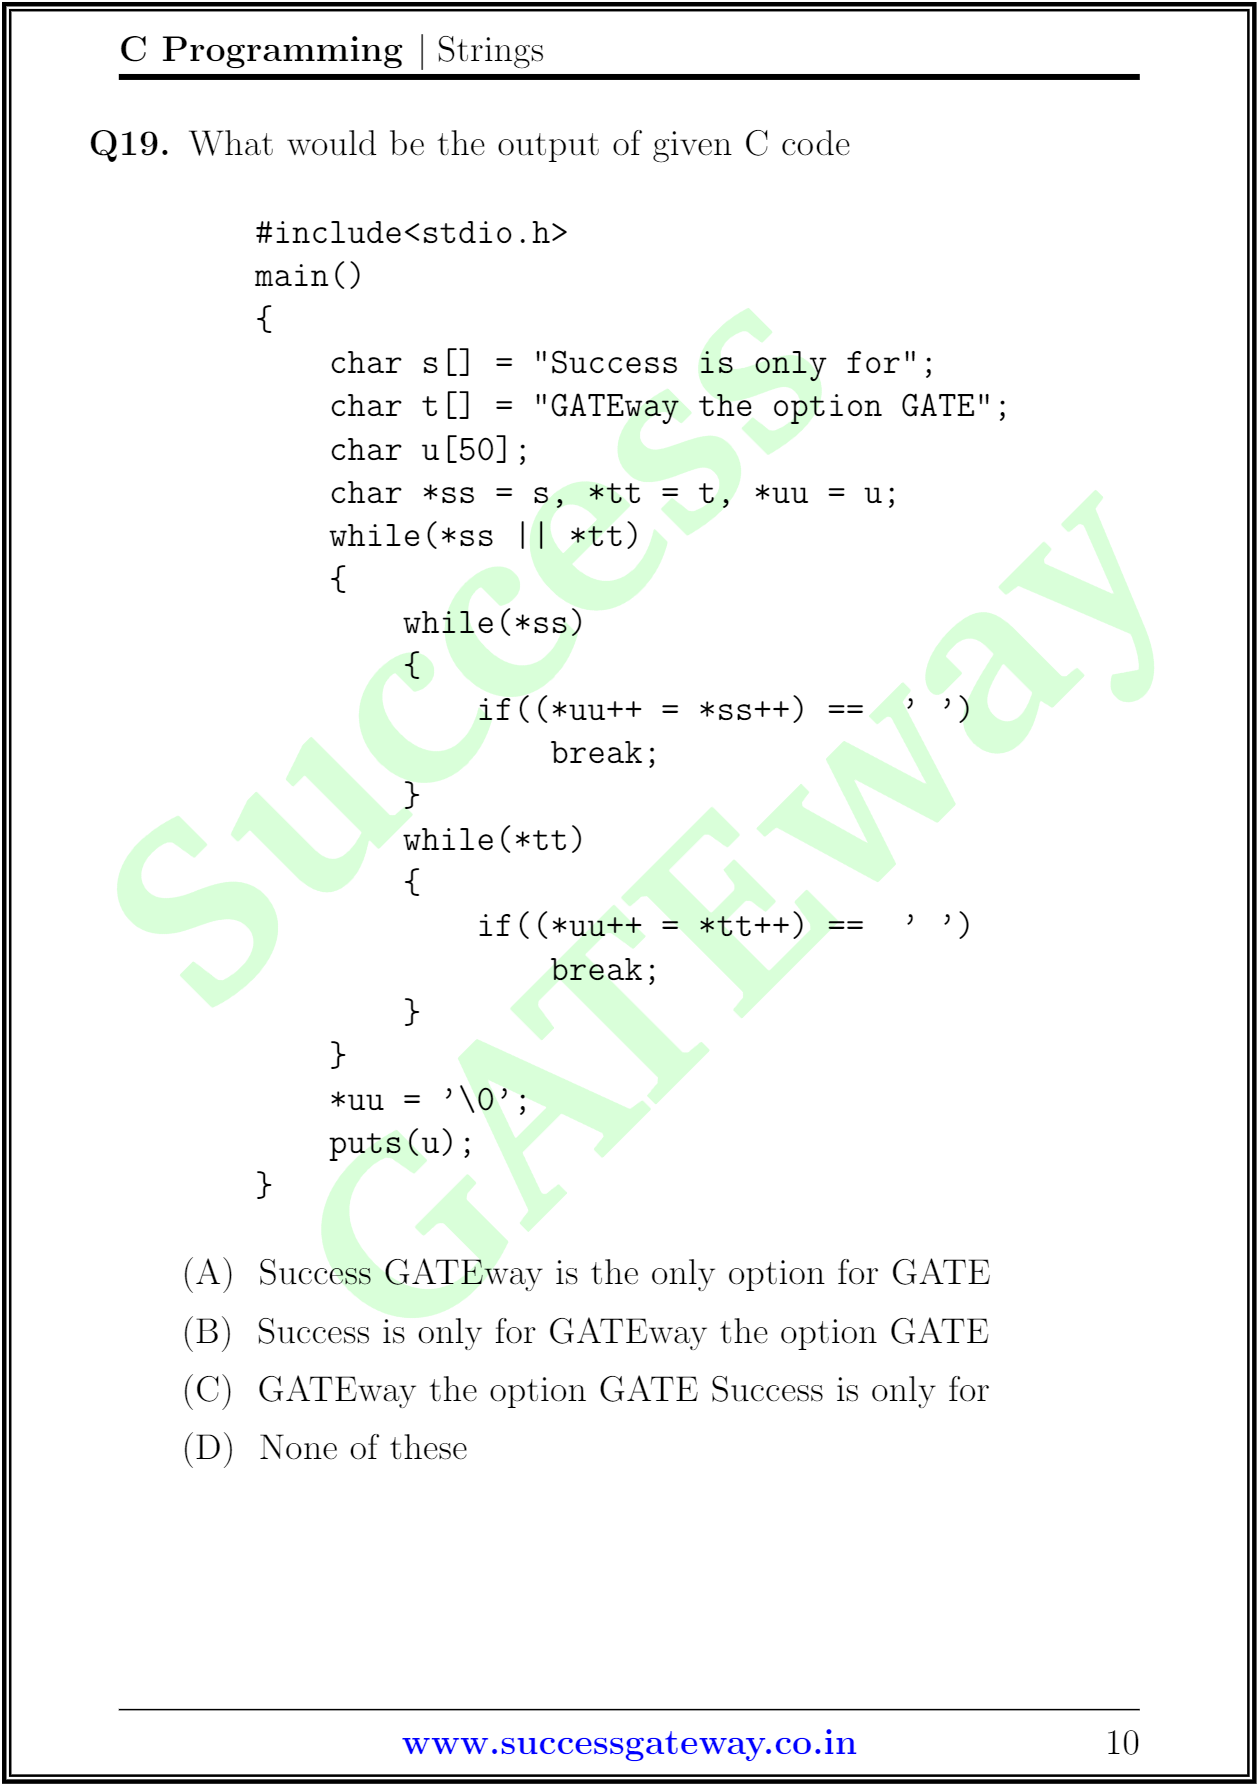 C Programming | Strings
Q19. What would be the output of given C code
#include<stdio.h>
main()
{
    char s[] = "Success is only for";
    char t[] = "GATEway the option GATE";
    char u[50];
    char *ss = s, *tt = t, *uu = u;
    while(*ss || *tt)
    {
        while(*ss)
        {
            if((*uu++ = *ss++) ==  ' ')
                break;
        }
        while(*tt)
        {
            if((*uu++ = *tt++) ==  ' ')
                break;
        }
    }
    *uu = '\0';
    puts(u);
}
(A) Success GATEway is the only option for GATE
(B) Success is only for GATEway the option GATE
(C) GATEway the option GATE Success is only for
(D) None of these
Success
GATEway
www.successgateway.co.in 10